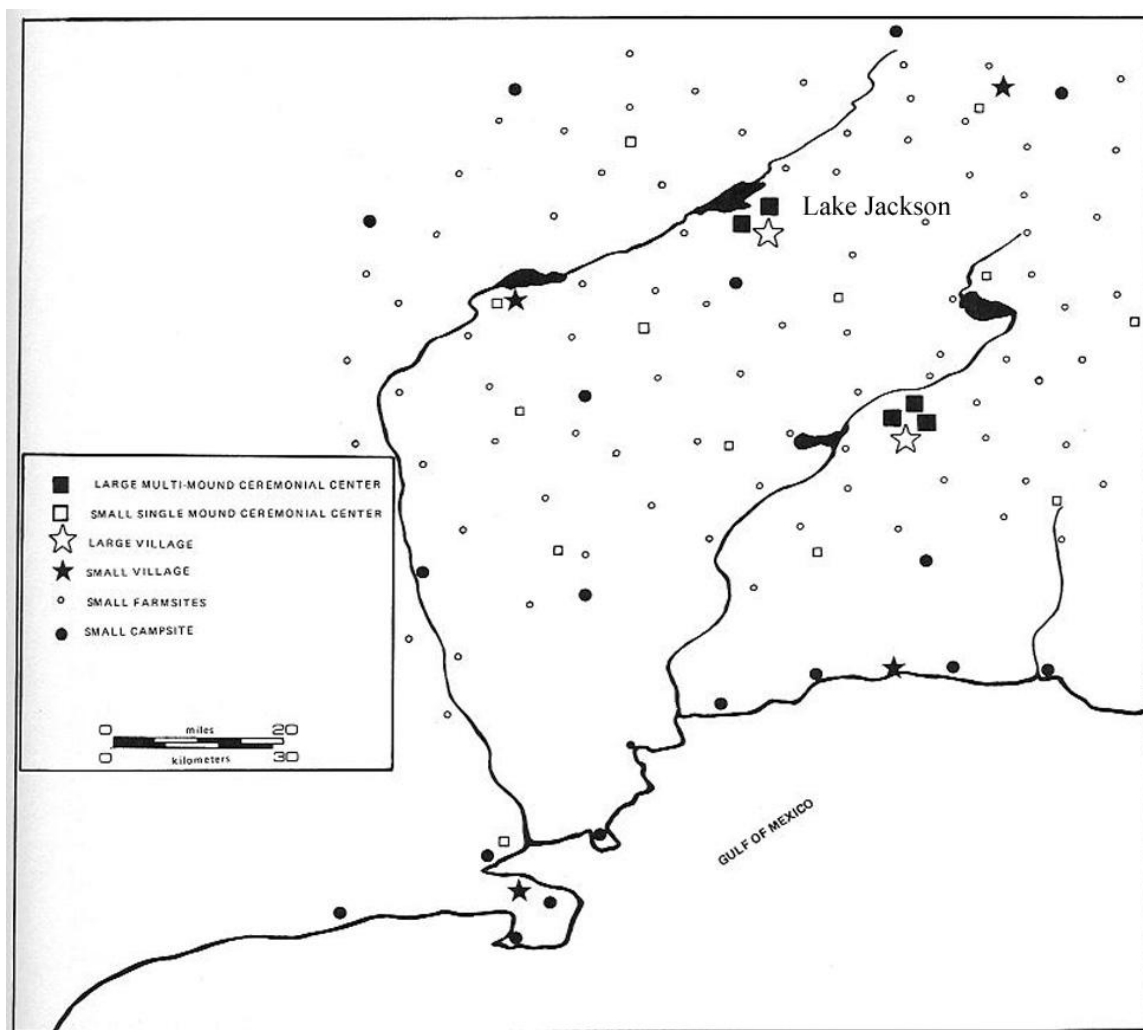 Lake Jackson
LARGE MULTI-MOUND CEREMONIAL CENTER
SMALL SINGLE MOUND CEREMONIAL CENTER
LARGE VILLAGE
SMALL VILLAGE
SMALL FARMSITES
SMALL CAMPSITE
0 miles 20
0 kilometers 30
GULF OF MEXICO